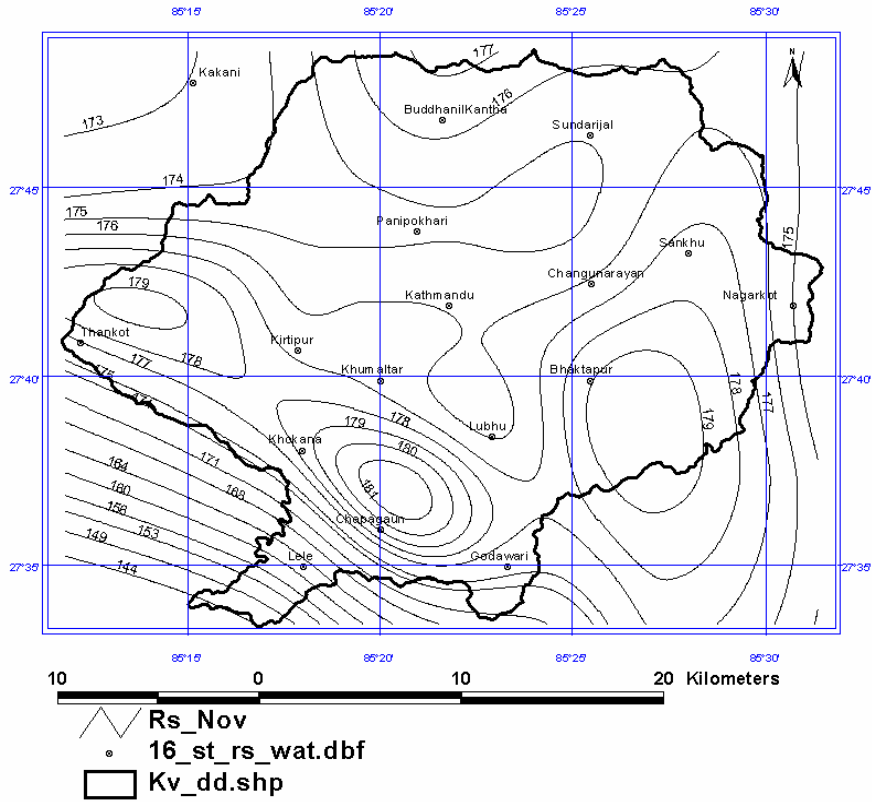 85°15' 85°20' 85°25' 85°30'
177
N
Kakani
176
BuddhanilKantha
173
Sundarijal
174
27°45' 27°45'
175
Panipokhari
176
175
Sankhu
Changunarayan
179
Kathmandu
Nagarkot
Thankot
Kirtipur
177
178
Khumaltar
Bhaktapur
27°40' 27°40'
175
178
177
178
179
Lubhu
179
Khokana
180
171
164
168
181
160
156
Chapagaun
153
149
Lele
Godawari
144
27°35' 27°35'
85°15' 85°20' 85°25' 85°30'
10 0 10 20 Kilometers
Rs_Nov
16_st_rs_wat.dbf
Kv_dd.shp